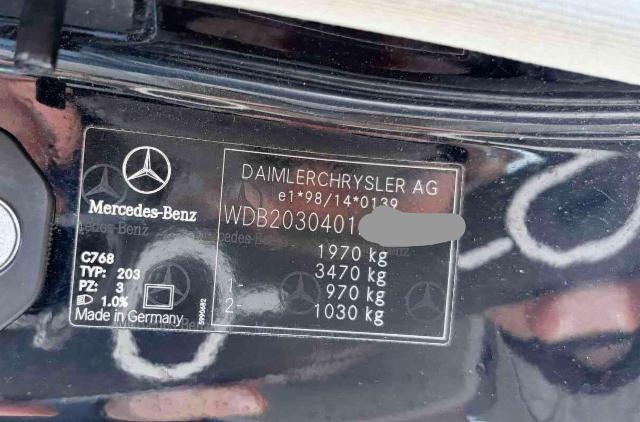 Mercedes-Benz
C768
TYP: 203
PZ: 3
1.0%
Made in Germany
DAIMLERCHRYSLER AG
e1*98/14*0139
WDB2030401
1970 kg
3470 kg
1- 970 kg
2- 1030 kg